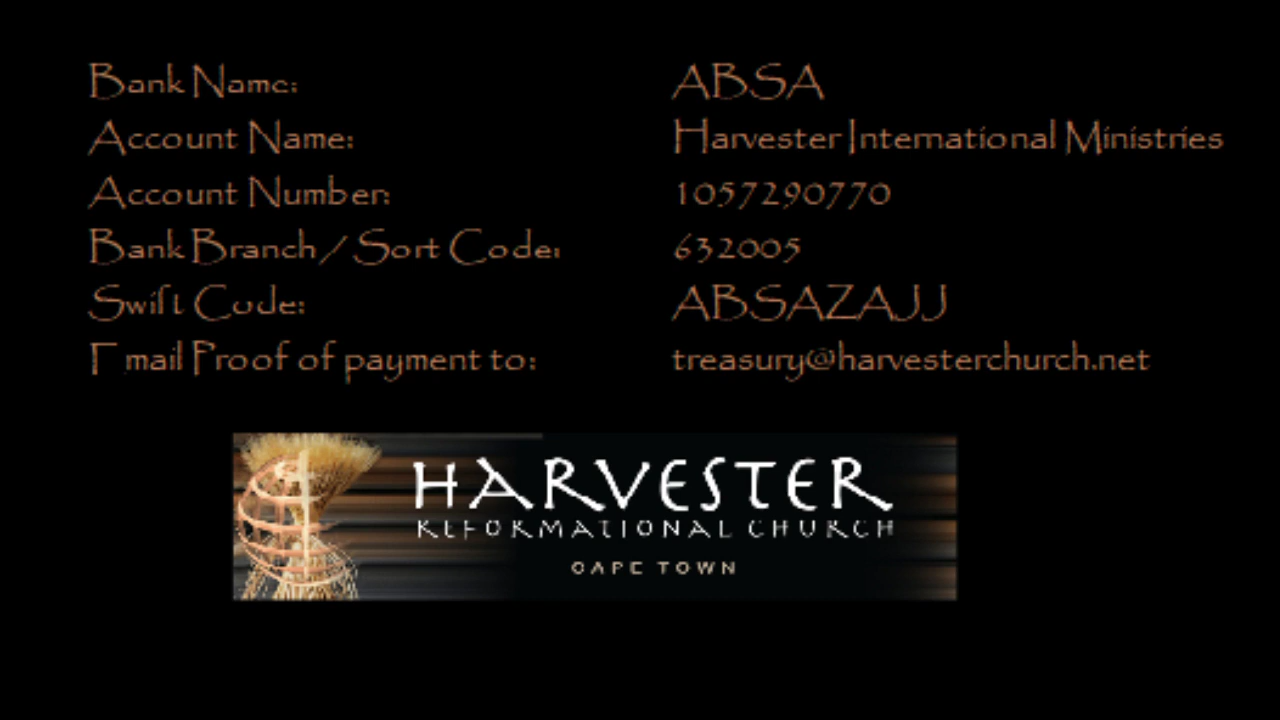 Bank Name: ABSA
Account Name: Harvester International Ministries
Account Number: 1057290770
Bank Branch / Sort Code: 632005
Swift Code: ABSAZAJJ
Email Proof of payment to: treasury@harvesterchurch.net
HARVESTER
REFORMATIONAL CHURCH
CAPE TOWN